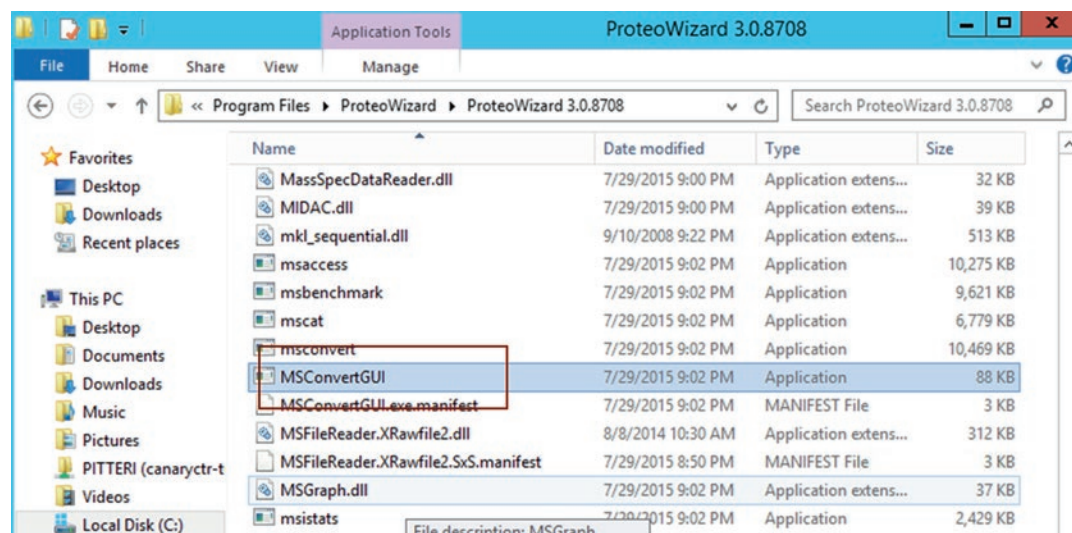 Application Tools
ProteoWizard 3.0.8708
File Home Share View Manage
« Program Files ▸ ProteoWizard ▸ ProteoWizard 3.0.8708
Search ProteoWizard 3.0.8708
Favorites
Desktop
Downloads
Recent places
This PC
Desktop
Documents
Downloads
Music
Pictures
PITTERI (canaryctr-t
Videos
Local Disk (C:)
Name Date modified Type Size
MassSpecDataReader.dll 7/29/2015 9:00 PM Application extens... 32 KB
MIDAC.dll 7/29/2015 9:00 PM Application extens... 39 KB
mkl_sequential.dll 9/10/2008 9:22 PM Application extens... 513 KB
msaccess 7/29/2015 9:02 PM Application 10,275 KB
msbenchmark 7/29/2015 9:02 PM Application 9,621 KB
mscat 7/29/2015 9:02 PM Application 6,779 KB
msconvert 7/29/2015 9:02 PM Application 10,469 KB
MSConvertGUI 7/29/2015 9:02 PM Application 88 KB
MSConvertGUI.exe.manifest 7/29/2015 9:02 PM MANIFEST File 3 KB
MSFileReader.XRawfile2.dll 8/8/2014 10:30 AM Application extens... 312 KB
MSFileReader.XRawfile2.SxS.manifest 7/29/2015 8:50 PM MANIFEST File 3 KB
MSGraph.dll 7/29/2015 9:02 PM Application extens... 37 KB
msistats 7/29/2015 9:02 PM Application 2,429 KB
File description: MSGraph